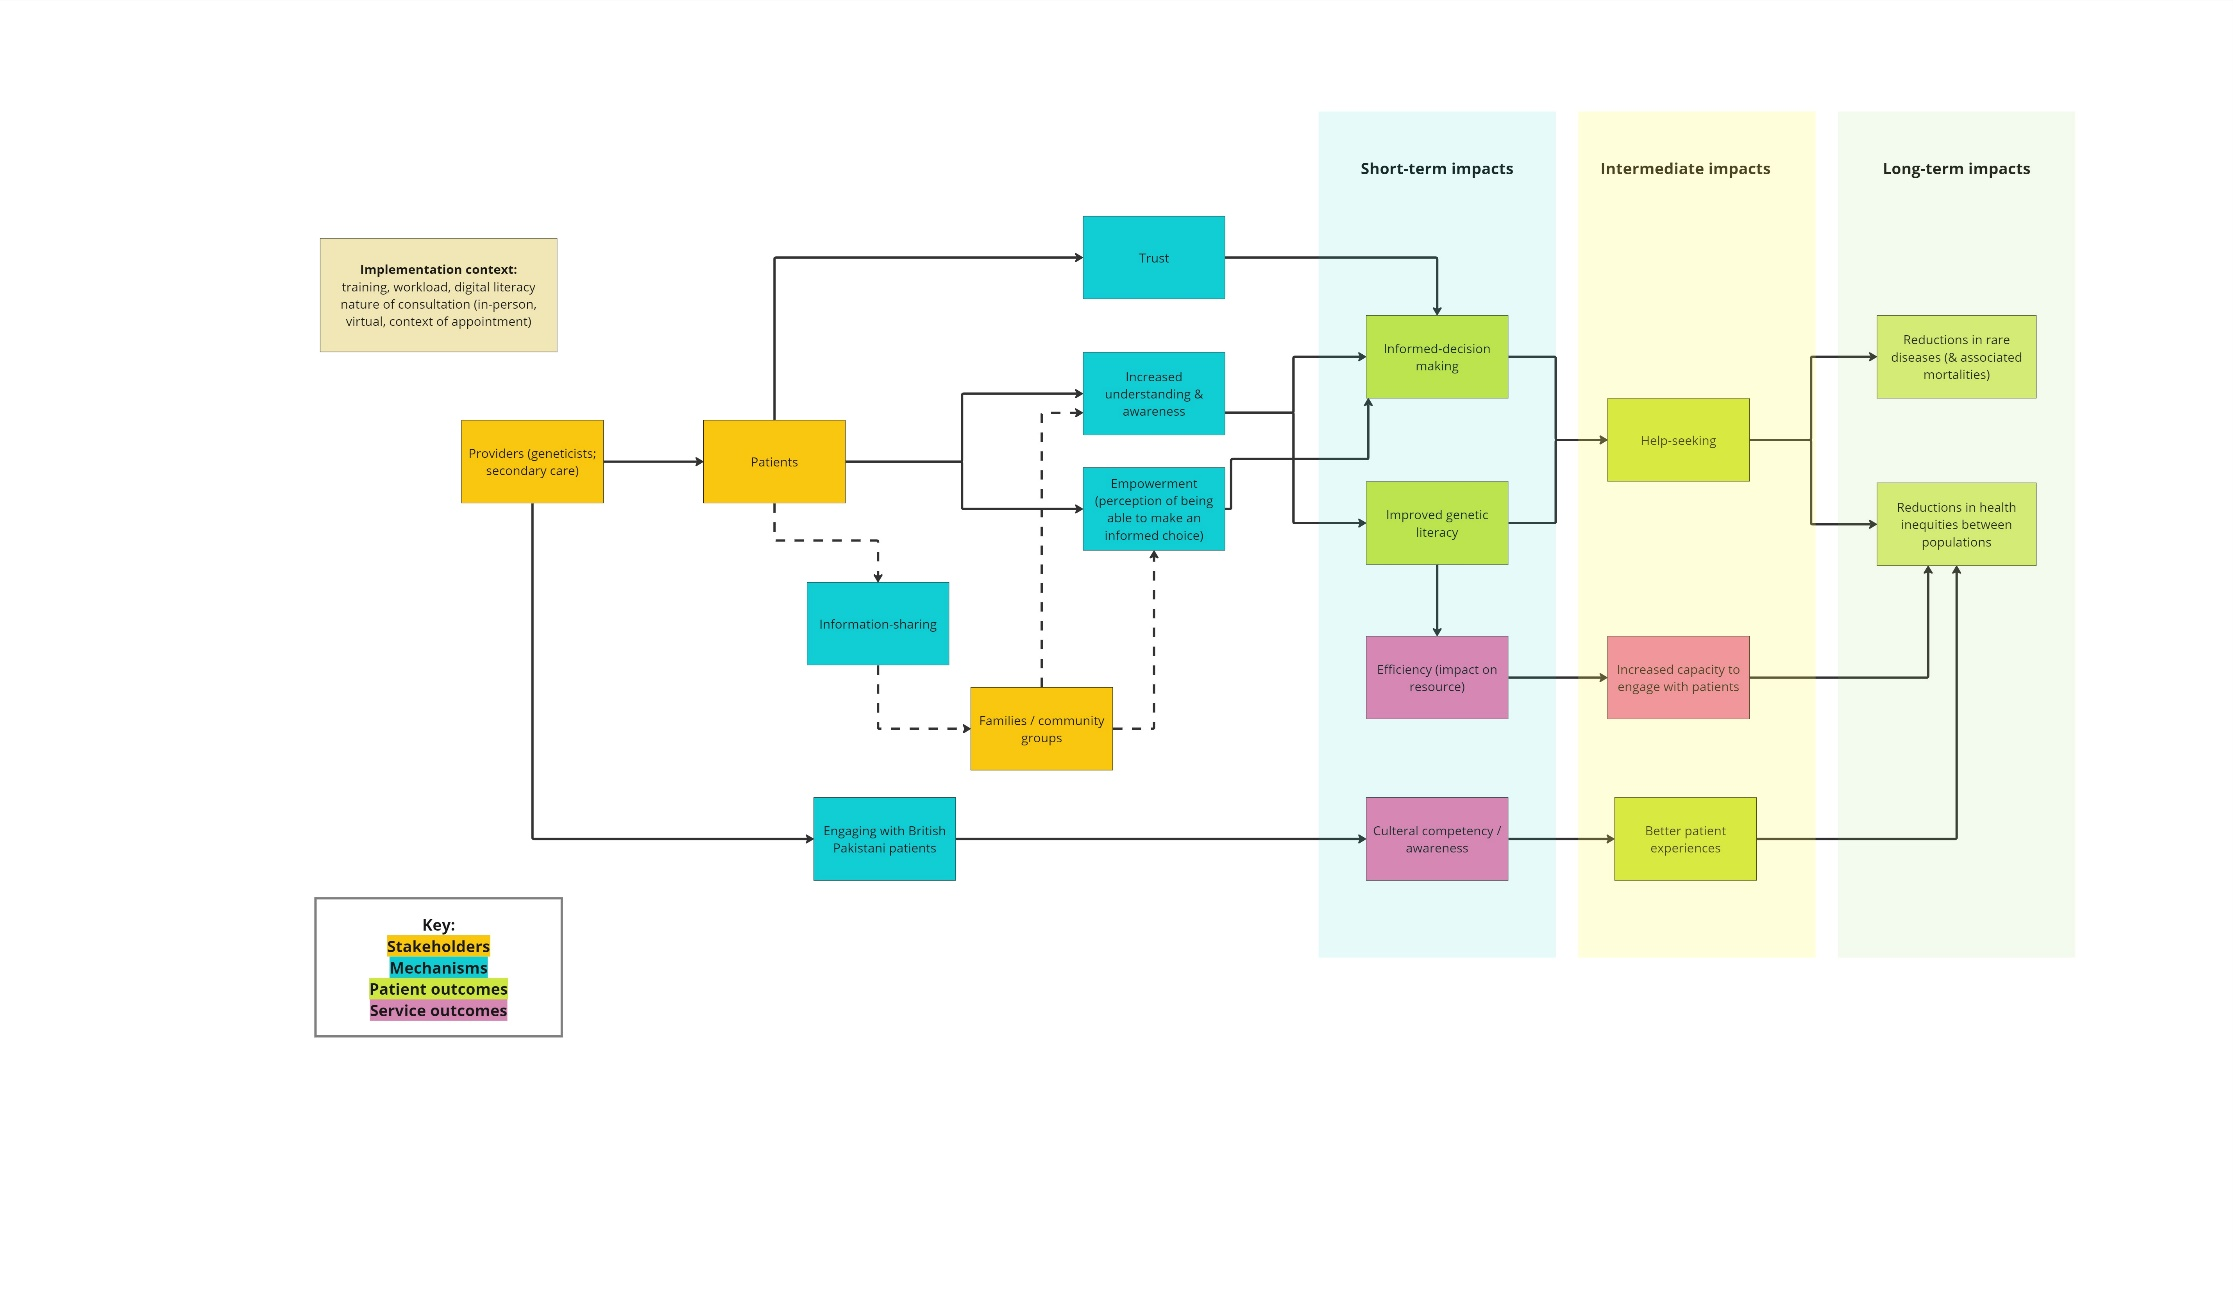 Short-term impacts
Intermediate impacts
Long-term impacts
Implementation context:
training, workload, digital literacy
nature of consultation (in-person,
virtual, context of appointment)
Trust
Informed-decision
making
Reductions in rare
diseases (& associated
mortalities)
Increased
understanding &
awareness
Providers (geneticists;
secondary care)
Patients
Help-seeking
Empowerment
(perception of being
able to make an
informed choice)
Improved genetic
literacy
Reductions in health
inequities between
populations
Information-sharing
Efficiency (impact on
resource)
Increased capacity to
engage with patients
Families / community
groups
Engaging with British
Pakistani patients
Culteral competency /
awareness
Better patient
experiences
Key:
Stakeholders
Mechanisms
Patient outcomes
Service outcomes